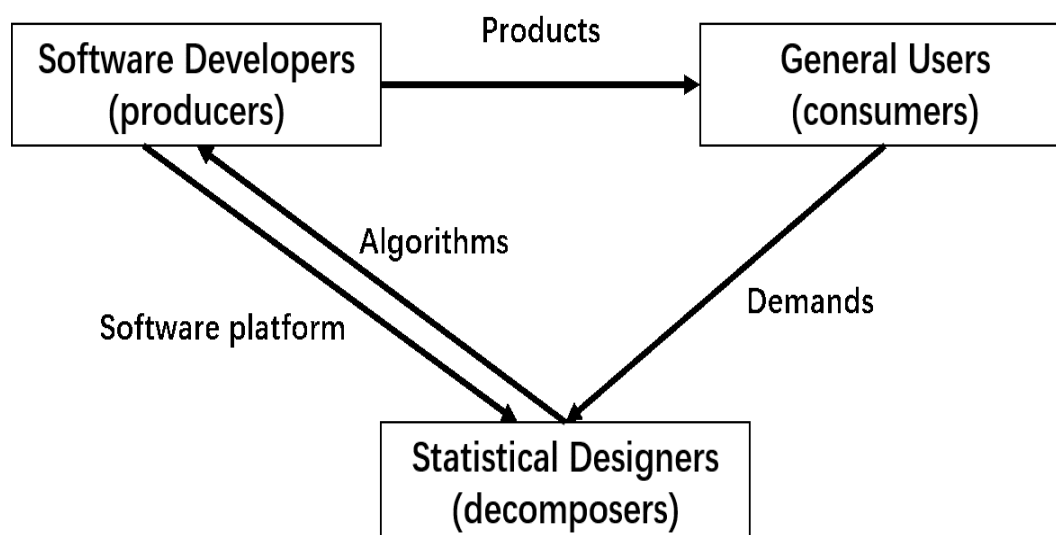 Products
Software Developers
(producers)
General Users
(consumers)
Algorithms
Software platform
Demands
Statistical Designers
(decomposers)